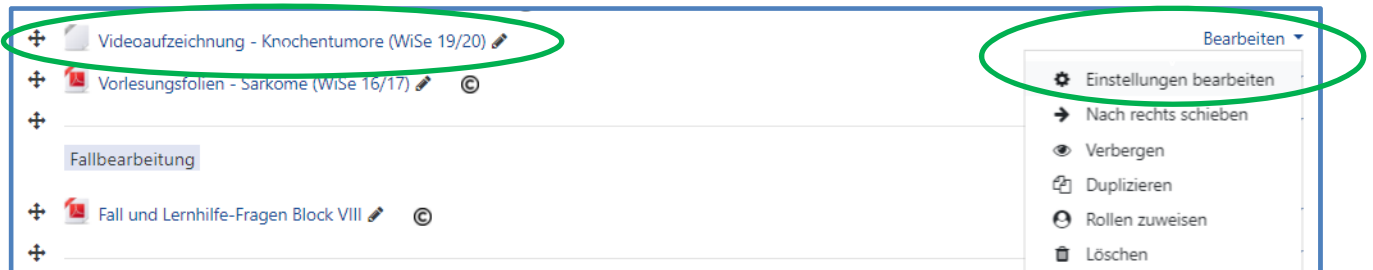 Videoaufzeichnung - Knochentumore (WiSe 19/20)
Bearbeiten
Vorlesungsfolien - Sarkome (WiSe 16/17) ©
Einstellungen bearbeiten
Nach rechts schieben
Fallbearbeitung
Verbergen
Duplizieren
Fall und Lernhilfe-Fragen Block VIII ©
Rollen zuweisen
Löschen